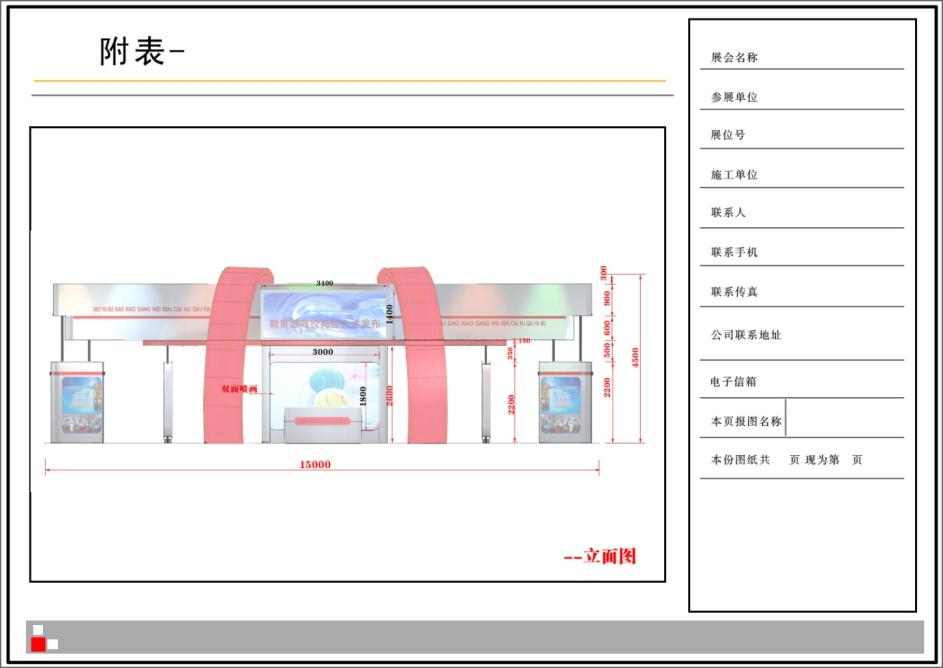 附表-
展会名称
参展单位
展位号
施工单位
联系人
联系手机
联系传真
公司联系地址
电子信箱
本页报图名称
本份图纸共 页 现为第 页
3400
300
900
1400
600
150
3000
350
500
4500
双面喷画
1800
2600
2200
2200
15000
--立面图